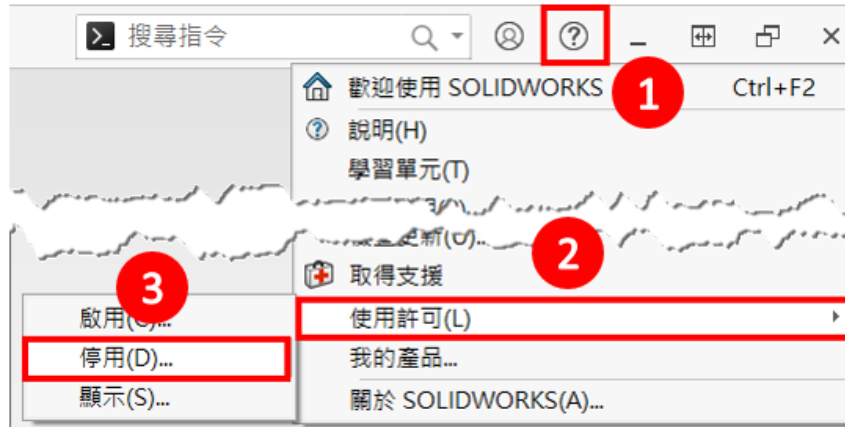 搜尋指令
1
歡迎使用 SOLIDWORKS Ctrl+F2
說明(H)
學習單元(T)
2
取得支援
3
使用許可(L)
啟用(C)...
停用(D)...
我的產品...
顯示(S)...
關於 SOLIDWORKS(A)...